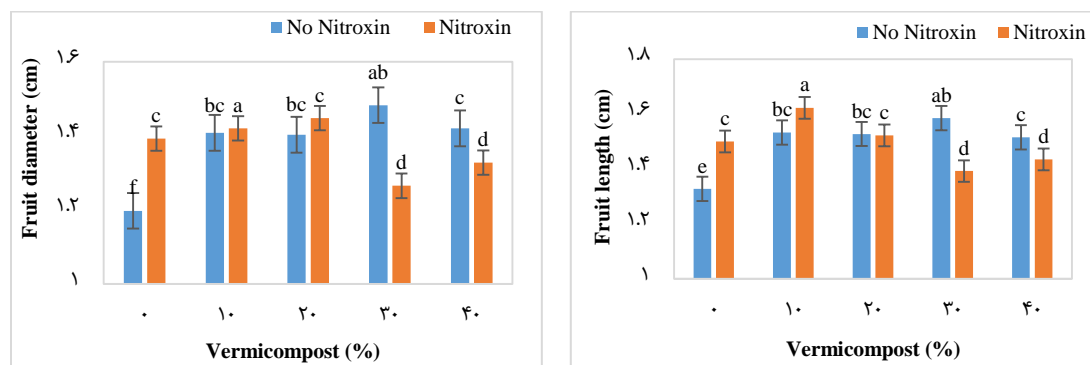 No Nitroxin Nitroxin
Fruit diameter (cm)
۱.۶
۱.۴
۱.۲
۱
f c bc a bc c ab d c d
۰ ۱۰ ۲۰ ۳۰ ۴۰
Vermicompost (%)
No Nitroxin Nitroxin
Fruit length (cm)
۱.۸
۱.۶
۱.۴
۱.۲
۱
e c bc a bc c ab d c d
۰ ۱۰ ۲۰ ۳۰ ۴۰
Vermicompost (%)